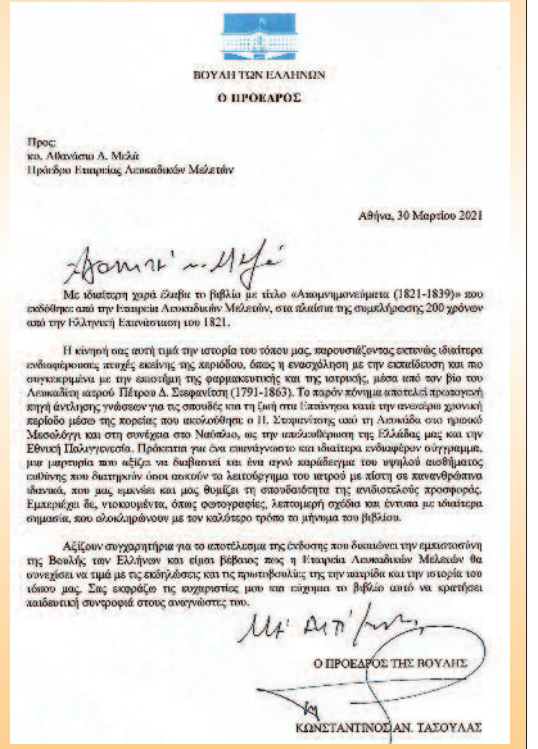 ΒΟΥΛΗ ΤΩΝ ΕΛΛΗΝΩΝ
Ο ΠΡΟΕΔΡΟΣ
Προς:
κο. Αθανάσιο Δ. Μελά
Πρόεδρο Εταιρείας Λευκαδικών Μελετών
Αθήνα, 30 Μαρτίου 2021
Αγαπητέ κ. Μελά
Με ιδιαίτερη χαρά έλαβα το βιβλίο με τίτλο «Απομνημονεύματα (1821-1839)» που
εκδόθηκε από την Εταιρεία Λευκαδικών Μελετών, στα πλαίσια της συμπλήρωσης 200 χρόνων
από την Ελληνική Επανάσταση του 1821.
Η κίνησή σας αυτή τιμά την ιστορία του τόπου μας, παρουσιάζοντας εκτενώς ιδιαίτερα
ενδιαφέρουσες πτυχές εκείνης της περιόδου, όπως η ενασχόληση με την εκπαίδευση και πιο
συγκεκριμένα με την επιστήμη της φαρμακευτικής και της ιατρικής, μέσα από τον βίο του
Λευκαδίτη ιατρού Πέτρου Δ. Στεφανίτση (1791-1863). Το παρόν πόνημα αποτελεί πρωτογενή
πηγή άντλησης γνώσεων για τις σπουδές και τη ζωή στα Επτάνησα κατά την ανωτέρω χρονική
περίοδο μέσω της πορείας που ακολούθησε ο Π. Στεφανίτσης από τη Λευκάδα στο ηρωικό
Μεσολόγγι και στη συνέχεια στο Ναύπλιο, ως την απελευθέρωση της Ελλάδας μας και την
Εθνική Παλιγγενεσία. Πρόκειται για ένα ευανάγνωστο και ιδιαίτερα ενδιαφέρον σύγγραμμα,
μια μαρτυρία που αξίζει να διαβαστεί και ένα αγνό παράδειγμα του υψηλού αισθήματος
ευθύνης που διατηρούν όσοι ασκούν το λειτούργημα του ιατρού με πίστη σε πανανθρώπινα
ιδανικά, που μας εμπνέει και μας θυμίζει τη σπουδαιότητα της ανιδιοτελούς προσφοράς.
Εμπεριέχει δε, ντοκουμέντα, όπως φωτογραφίες, λεπτομερή σχέδια και έντυπα με ιδιαίτερη
σημασία, που ολοκληρώνουν με τον καλύτερο τρόπο το μήνυμα του βιβλίου.
Αξίζουν συγχαρητήρια για το αποτέλεσμα της έκδοσης που δικαιώνει την εμπιστοσύνη
της Βουλής των Ελλήνων και είμαι βέβαιος πως η Εταιρεία Λευκαδικών Μελετών θα
συνεχίσει να τιμά με τις εκδηλώσεις και τις πρωτοβουλίες της την πατρίδα και την ιστορία του
τόπου μας. Σας εκφράζω τις ευχαριστίες μου και εύχομαι το βιβλίο αυτό να κρατήσει
παιδευτική συντροφιά στους αναγνώστες του.
Ο ΠΡΟΕΔΡΟΣ ΤΗΣ ΒΟΥΛΗΣ
ΚΩΝΣΤΑΝΤΙΝΟΣ ΑΝ. ΤΑΣΟΥΛΑΣ